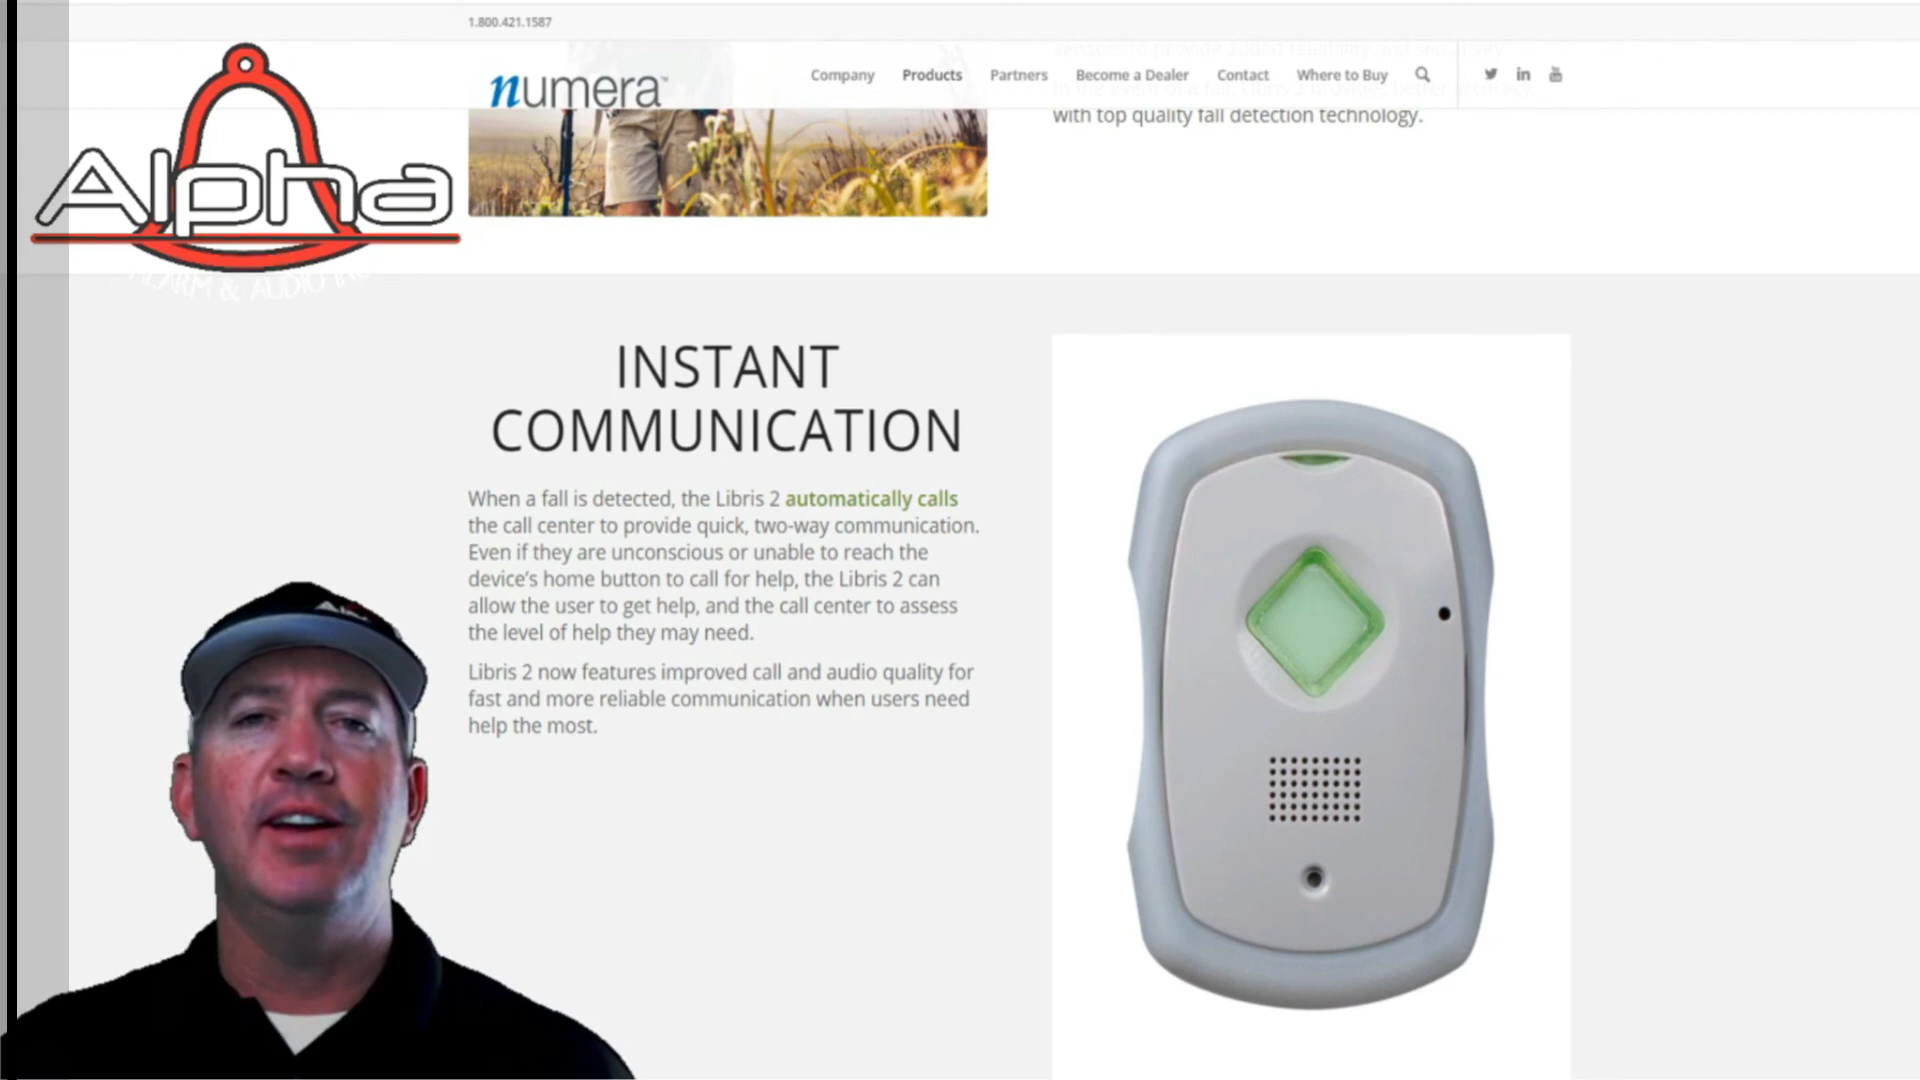 1.800.421.1587
numera
Company Products Partners Become a Dealer Contact Where to Buy
with top quality fall detection technology.
Alpha
ALARM & AUDIO INC
INSTANT
COMMUNICATION
When a fall is detected, the Libris 2 automatically calls
the call center to provide quick, two-way communication.
Even if they are unconscious or unable to reach the
device's home button to call for help, the Libris 2 can
allow the user to get help, and the call center to assess
the level of help they may need.
Libris 2 now features improved call and audio quality for
fast and more reliable communication when users need
help the most.